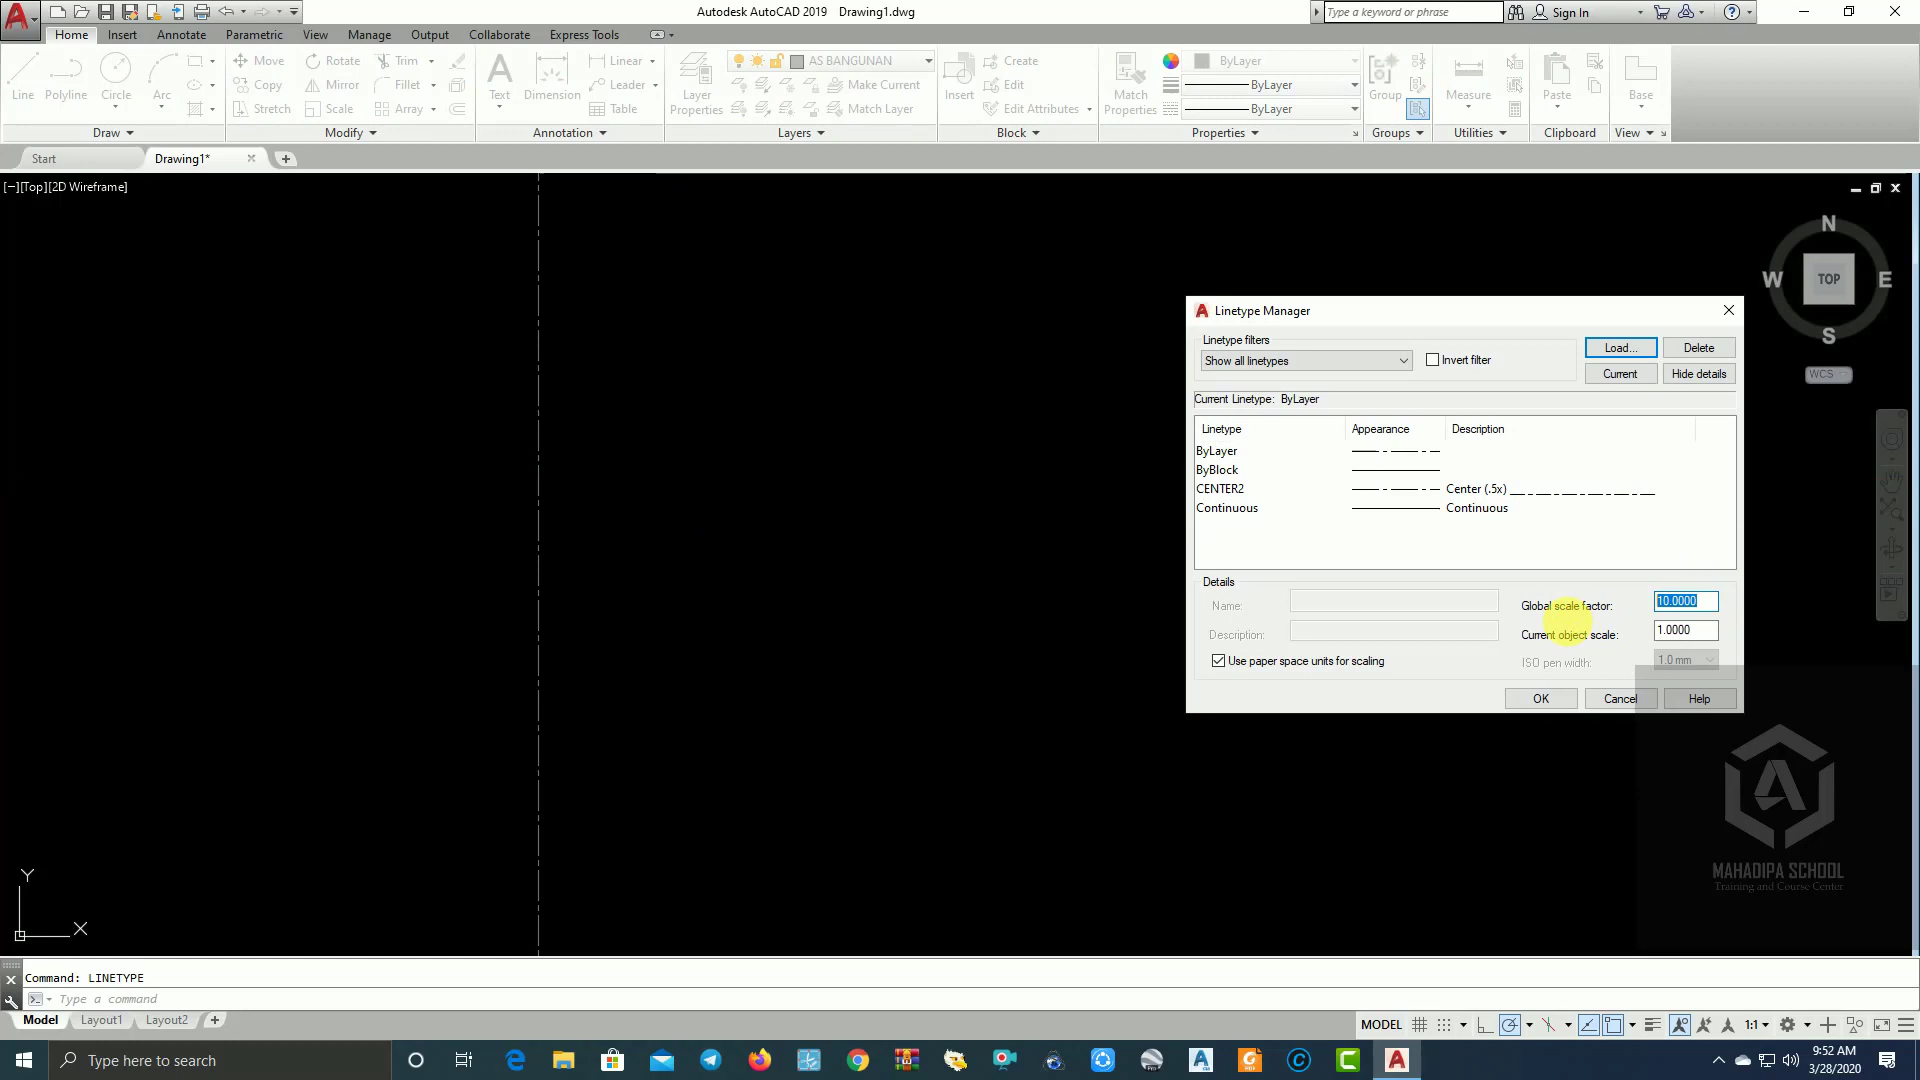 Autodesk AutoCAD 2019 Drawing1.dwg
Type a keyword or phrase
Sign In
Home Insert Annotate Parametric View Manage Output Collaborate Express Tools
Line Polyline Circle Arc
Move Rotate Trim
Copy Mirror Fillet
Stretch Scale Array
Text Dimension
Linear
Leader
Table
Layer Properties
AS BANGUNAN
Make Current
Match Layer
Insert
Create
Edit
Edit Attributes
Match Properties
ByLayer
ByLayer
ByLayer
Group
Measure
Paste
Base
Draw Modify Annotation Layers Block Properties Groups Utilities Clipboard View
Start Drawing1*
[−][Top][2D Wireframe]
N
W TOP E
S
WCS
Linetype Manager
Linetype filters
Show all linetypes
Invert filter
Load... Delete
Current Hide details
Current Linetype: ByLayer
Linetype Appearance Description
ByLayer
ByBlock
CENTER2 Center (.5x) ____ _ ____ _ ____ _ ____ _ ____ _ ____
Continuous Continuous
Details
Name:
Global scale factor: 10.0000
Description:
Current object scale: 1.0000
Use paper space units for scaling
ISO pen width: 1.0 mm
OK Cancel Help
MAHADIPA SCHOOL
Training and Course Center
Y
X
Command: LINETYPE
Type a command
Model Layout1 Layout2
MODEL 1:1
Type here to search
9:52 AM
3/28/2020